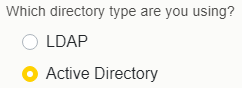 Which directory type are you using?
LDAP
Active Directory